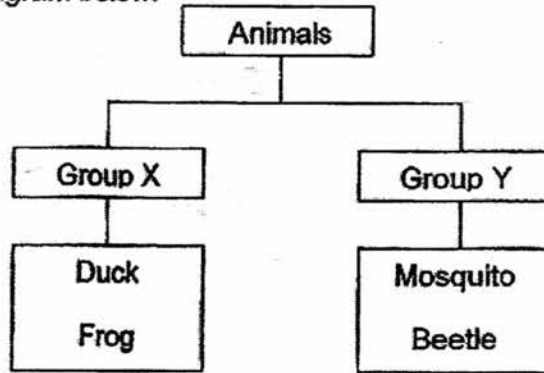 Animals
Group X
Group Y
Duck
Frog
Mosquito
Beetle